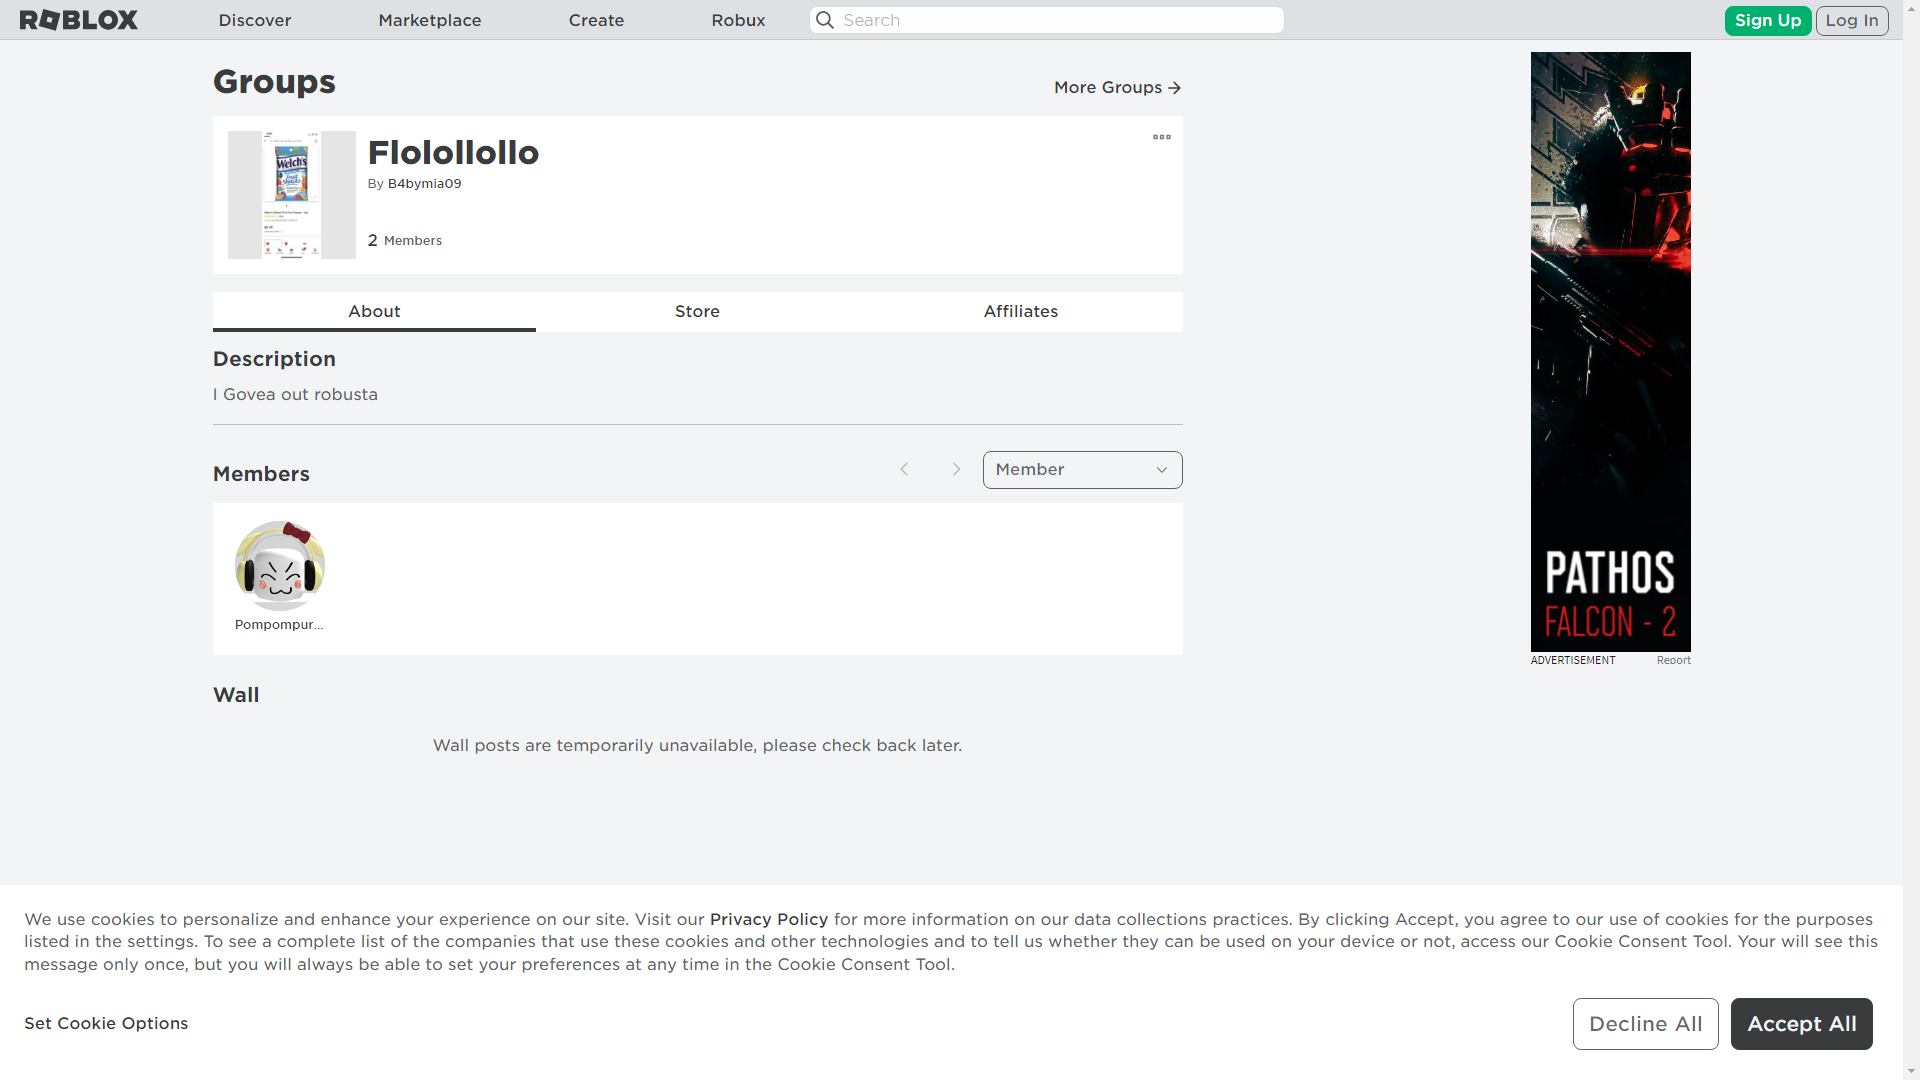 ROBLOX
Discover
Marketplace
Create
Robux
Search
Sign Up
Log In
Groups
More Groups
Welch's
Fruit Snacks
Flolollollo
By B4bymia09
2 Members
About
Store
Affiliates
Description
I Govea out robusta
Members
Member
Pompompur...
Wall
Wall posts are temporarily unavailable, please check back later.
PATHOS
FALCON - 2
ADVERTISEMENT
Report
We use cookies to personalize and enhance your experience on our site. Visit our Privacy Policy for more information on our data collections practices. By clicking Accept, you agree to our use of cookies for the purposes
listed in the settings. To see a complete list of the companies that use these cookies and other technologies and to tell us whether they can be used on your device or not, access our Cookie Consent Tool. Your will see this
message only once, but you will always be able to set your preferences at any time in the Cookie Consent Tool.
Set Cookie Options
Decline All
Accept All